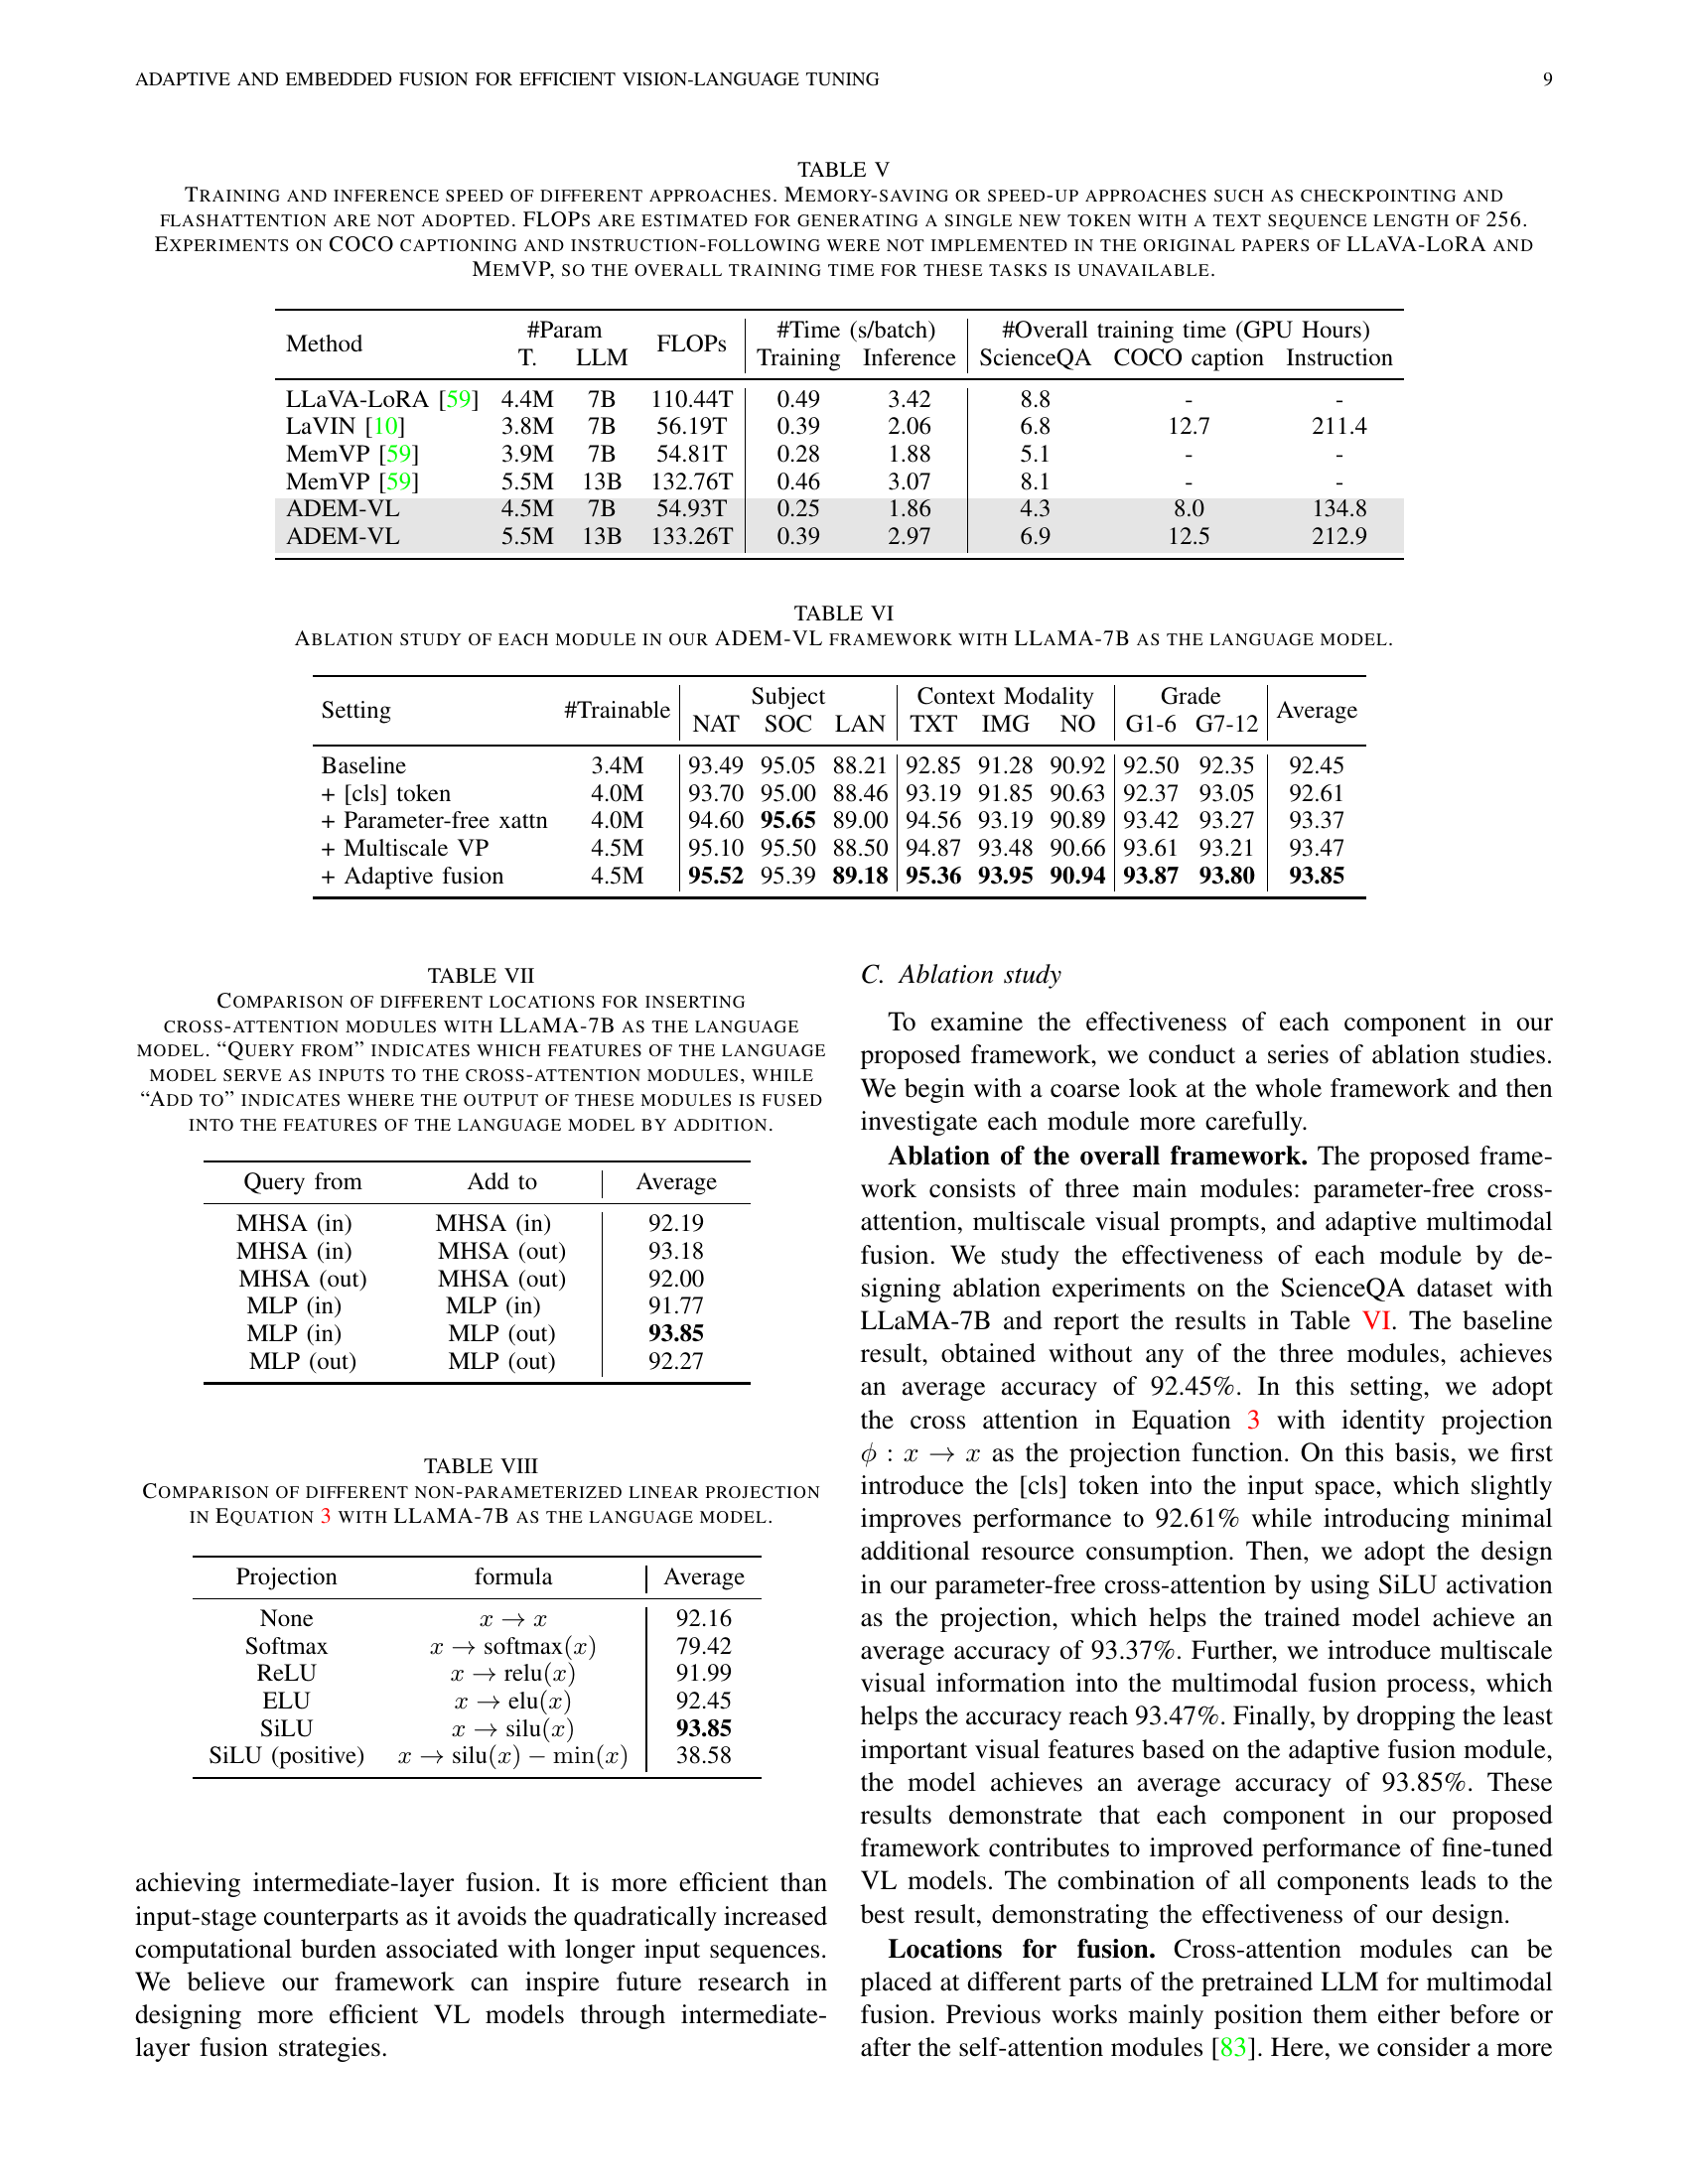 ADAPTIVE AND EMBEDDED FUSION FOR EFFICIENT VISION-LANGUAGE TUNING 9
TABLE V
TRAINING AND INFERENCE SPEED OF DIFFERENT APPROACHES. MEMORY-SAVING OR SPEED-UP APPROACHES SUCH AS CHECKPOINTING AND
FLASHATTENTION ARE NOT ADOPTED. FLOPS ARE ESTIMATED FOR GENERATING A SINGLE NEW TOKEN WITH A TEXT SEQUENCE LENGTH OF 256.
EXPERIMENTS ON COCO CAPTIONING AND INSTRUCTION-FOLLOWING WERE NOT IMPLEMENTED IN THE ORIGINAL PAPERS OF LLAVA-LORA AND
MEMVP, SO THE OVERALL TRAINING TIME FOR THESE TASKS IS UNAVAILABLE.
Method #Param FLOPs #Time (s/batch) #Overall training time (GPU Hours)
T. LLM Training Inference ScienceQA COCO caption Instruction
LLaVA-LoRA [59] 4.4M 7B 110.44T 0.49 3.42 8.8 - -
LaVIN [10] 3.8M 7B 56.19T 0.39 2.06 6.8 12.7 211.4
MemVP [59] 3.9M 7B 54.81T 0.28 1.88 5.1 - -
MemVP [59] 5.5M 13B 132.76T 0.46 3.07 8.1 - -
ADEM-VL 4.5M 7B 54.93T 0.25 1.86 4.3 8.0 134.8
ADEM-VL 5.5M 13B 133.26T 0.39 2.97 6.9 12.5 212.9
TABLE VI
ABLATION STUDY OF EACH MODULE IN OUR ADEM-VL FRAMEWORK WITH LLAMA-7B AS THE LANGUAGE MODEL.
Setting #Trainable Subject Context Modality Grade Average
NAT SOC LAN TXT IMG NO G1-6 G7-12
Baseline 3.4M 93.49 95.05 88.21 92.85 91.28 90.92 92.50 92.35 92.45
+ [cls] token 4.0M 93.70 95.00 88.46 93.19 91.85 90.63 92.37 93.05 92.61
+ Parameter-free xattn 4.0M 94.60 95.65 89.00 94.56 93.19 90.89 93.42 93.27 93.37
+ Multiscale VP 4.5M 95.10 95.50 88.50 94.87 93.48 90.66 93.61 93.21 93.47
+ Adaptive fusion 4.5M 95.52 95.39 89.18 95.36 93.95 90.94 93.87 93.80 93.85
TABLE VII
COMPARISON OF DIFFERENT LOCATIONS FOR INSERTING
CROSS-ATTENTION MODULES WITH LLAMA-7B AS THE LANGUAGE
MODEL. “QUERY FROM” INDICATES WHICH FEATURES OF THE LANGUAGE
MODEL SERVE AS INPUTS TO THE CROSS-ATTENTION MODULES, WHILE
“ADD TO” INDICATES WHERE THE OUTPUT OF THESE MODULES IS FUSED
INTO THE FEATURES OF THE LANGUAGE MODEL BY ADDITION.
Query from Add to Average
MHSA (in) MHSA (in) 92.19
MHSA (in) MHSA (out) 93.18
MHSA (out) MHSA (out) 92.00
MLP (in) MLP (in) 91.77
MLP (in) MLP (out) 93.85
MLP (out) MLP (out) 92.27
TABLE VIII
COMPARISON OF DIFFERENT NON-PARAMETERIZED LINEAR PROJECTION
IN EQUATION 3 WITH LLAMA-7B AS THE LANGUAGE MODEL.
Projection formula Average
None x → x 92.16
Softmax x → softmax(x) 79.42
ReLU x → relu(x) 91.99
ELU x → elu(x) 92.45
SiLU x → silu(x) 93.85
SiLU (positive) x → silu(x) − min(x) 38.58
achieving intermediate-layer fusion. It is more efficient than
input-stage counterparts as it avoids the quadratically increased
computational burden associated with longer input sequences.
We believe our framework can inspire future research in
designing more efficient VL models through intermediate-
layer fusion strategies.
C. Ablation study
To examine the effectiveness of each component in our
proposed framework, we conduct a series of ablation studies.
We begin with a coarse look at the whole framework and then
investigate each module more carefully.
Ablation of the overall framework. The proposed frame-
work consists of three main modules: parameter-free cross-
attention, multiscale visual prompts, and adaptive multimodal
fusion. We study the effectiveness of each module by de-
signing ablation experiments on the ScienceQA dataset with
LLaMA-7B and report the results in Table VI. The baseline
result, obtained without any of the three modules, achieves
an average accuracy of 92.45%. In this setting, we adopt
the cross attention in Equation 3 with identity projection
ϕ : x → x as the projection function. On this basis, we first
introduce the [cls] token into the input space, which slightly
improves performance to 92.61% while introducing minimal
additional resource consumption. Then, we adopt the design
in our parameter-free cross-attention by using SiLU activation
as the projection, which helps the trained model achieve an
average accuracy of 93.37%. Further, we introduce multiscale
visual information into the multimodal fusion process, which
helps the accuracy reach 93.47%. Finally, by dropping the least
important visual features based on the adaptive fusion module,
the model achieves an average accuracy of 93.85%. These
results demonstrate that each component in our proposed
framework contributes to improved performance of fine-tuned
VL models. The combination of all components leads to the
best result, demonstrating the effectiveness of our design.
Locations for fusion. Cross-attention modules can be
placed at different parts of the pretrained LLM for multimodal
fusion. Previous works mainly position them either before or
after the self-attention modules [83]. Here, we consider a more